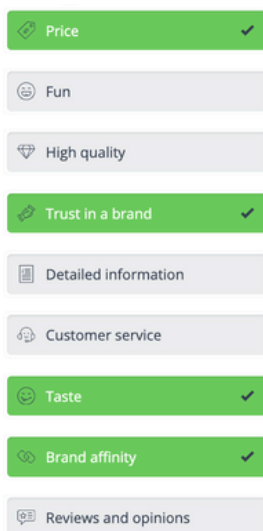 Price
Fun
High quality
Trust in a brand
Detailed information
Customer service
Taste
Brand affinity
Reviews and opinions